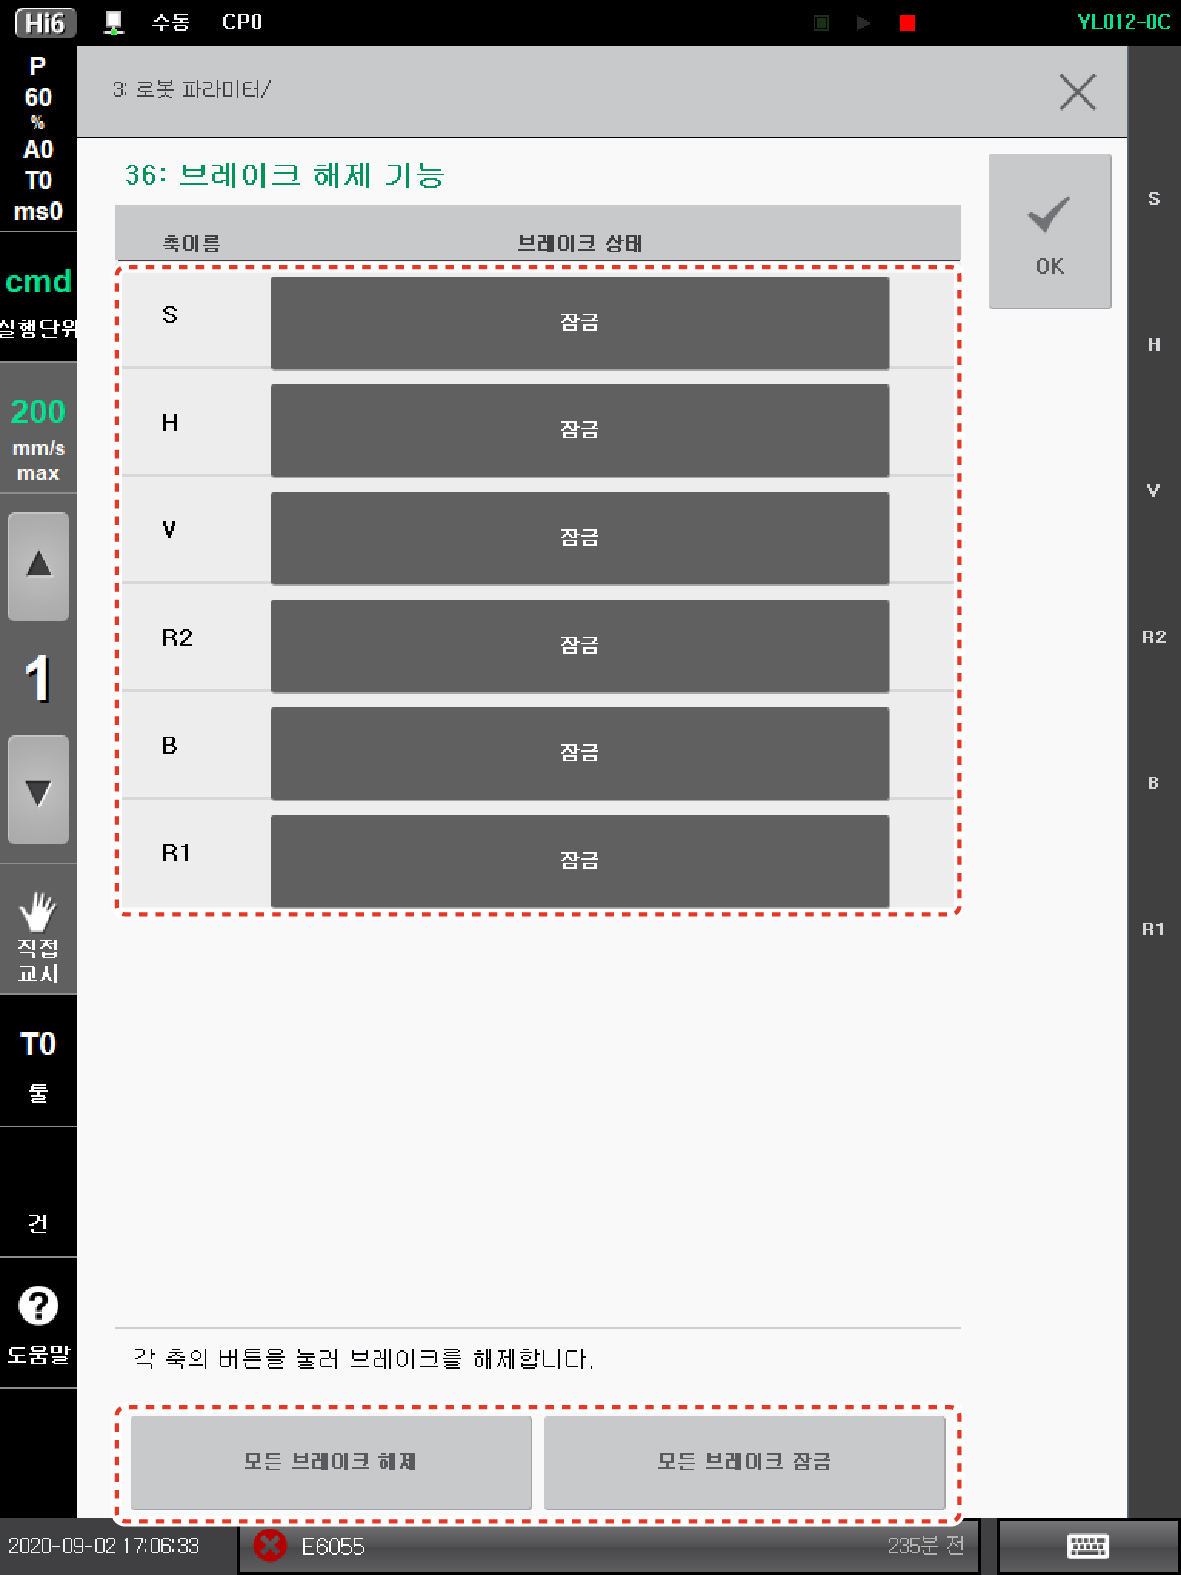 Hi6 수동 CP0 YL012-0C
P
60
%
A0
T0
ms0
cmd
실행단위
200
mm/s
max
1
직접
교시
T0
툴
건
?
도움말
3: 로봇 파라미터/
36: 브레이크 해제 기능
OK
축이름 브레이크 상태
S 잠금
H 잠금
V 잠금
R2 잠금
B 잠금
R1 잠금
각 축의 버튼을 눌러 브레이크를 해제합니다.
모든 브레이크 해제 모든 브레이크 잠금
S
H
V
R2
B
R1
2020-09-02 17:06:33 E6055 235분 전